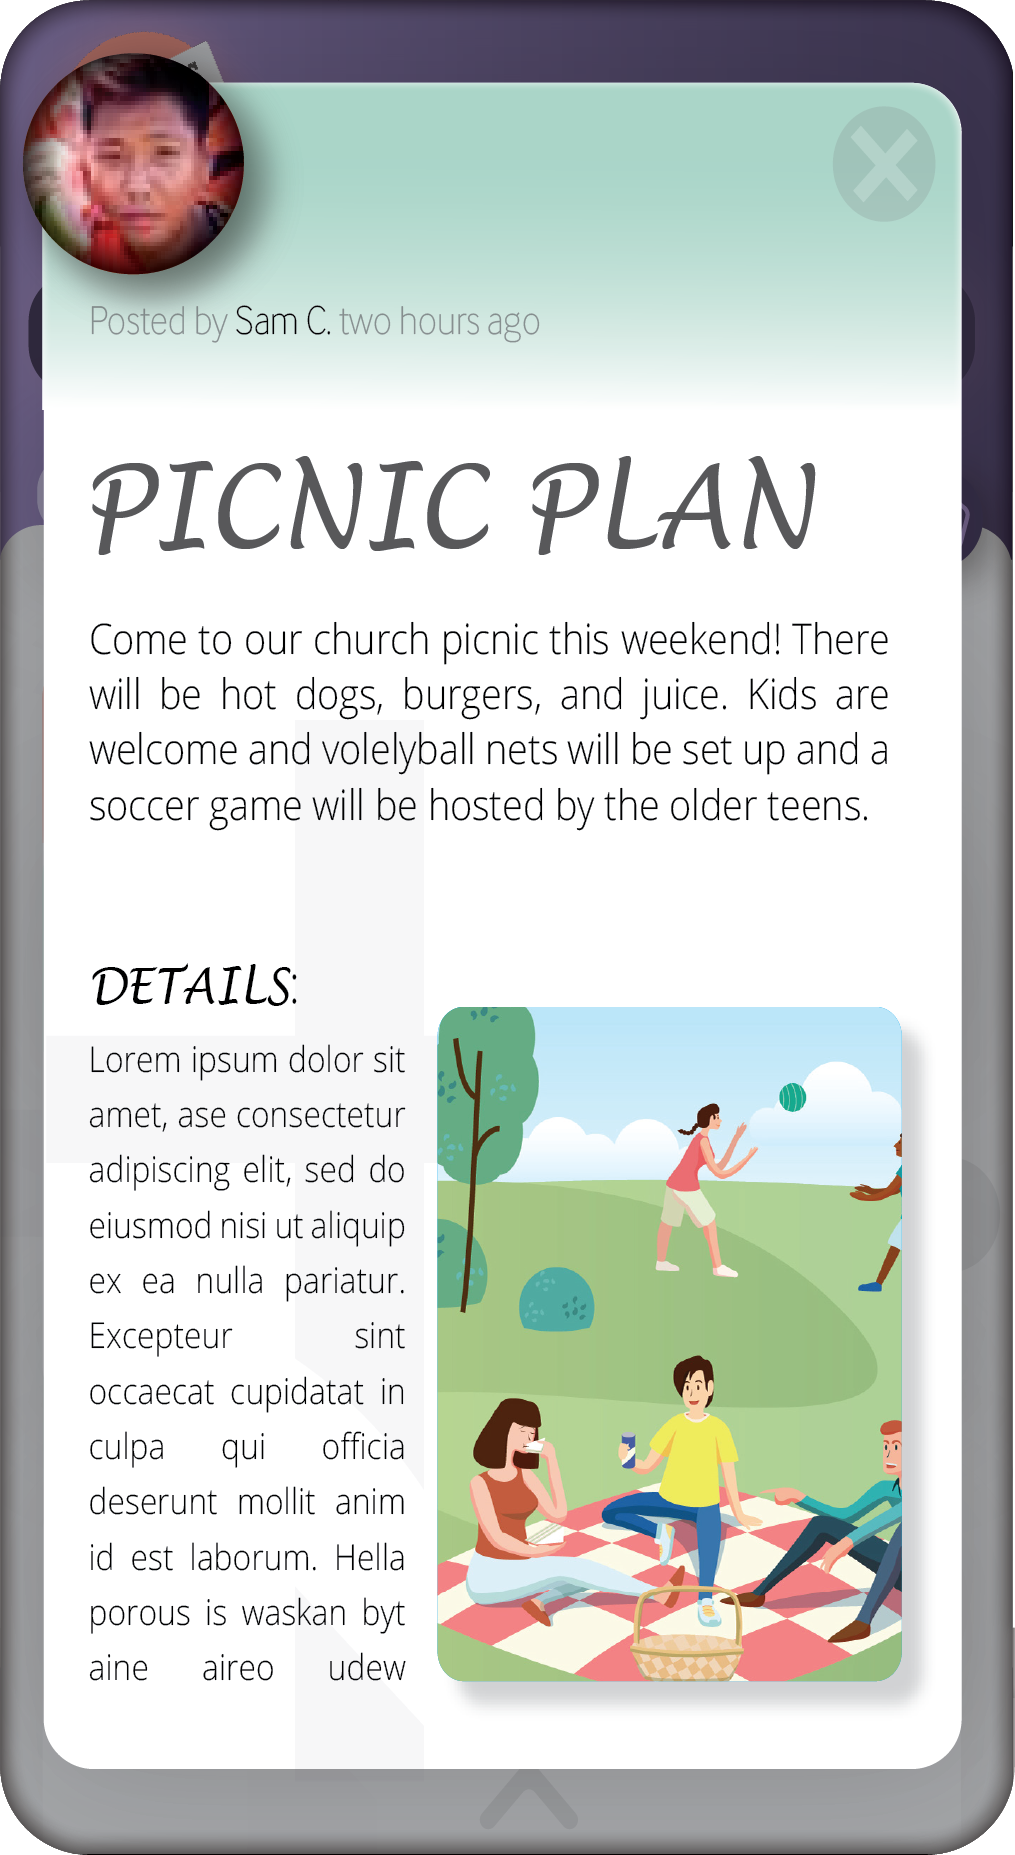 Posted by Sam C. two hours ago
PICNIC PLAN
Come to our church picnic this weekend! There
will be hot dogs, burgers, and juice. Kids are
welcome and volelyball nets will be set up and a
soccer game will be hosted by the older teens.
DETAILS:
Lorem ipsum dolor sit
amet, ase consectetur
adipiscing elit, sed do
eiusmod nisi ut aliquip
ex ea nulla pariatur.
Excepteur sint
occaecat cupidatat in
culpa qui officia
deserunt mollit anim
id est laborum. Hella
porous is waskan byt
aine aireo udew